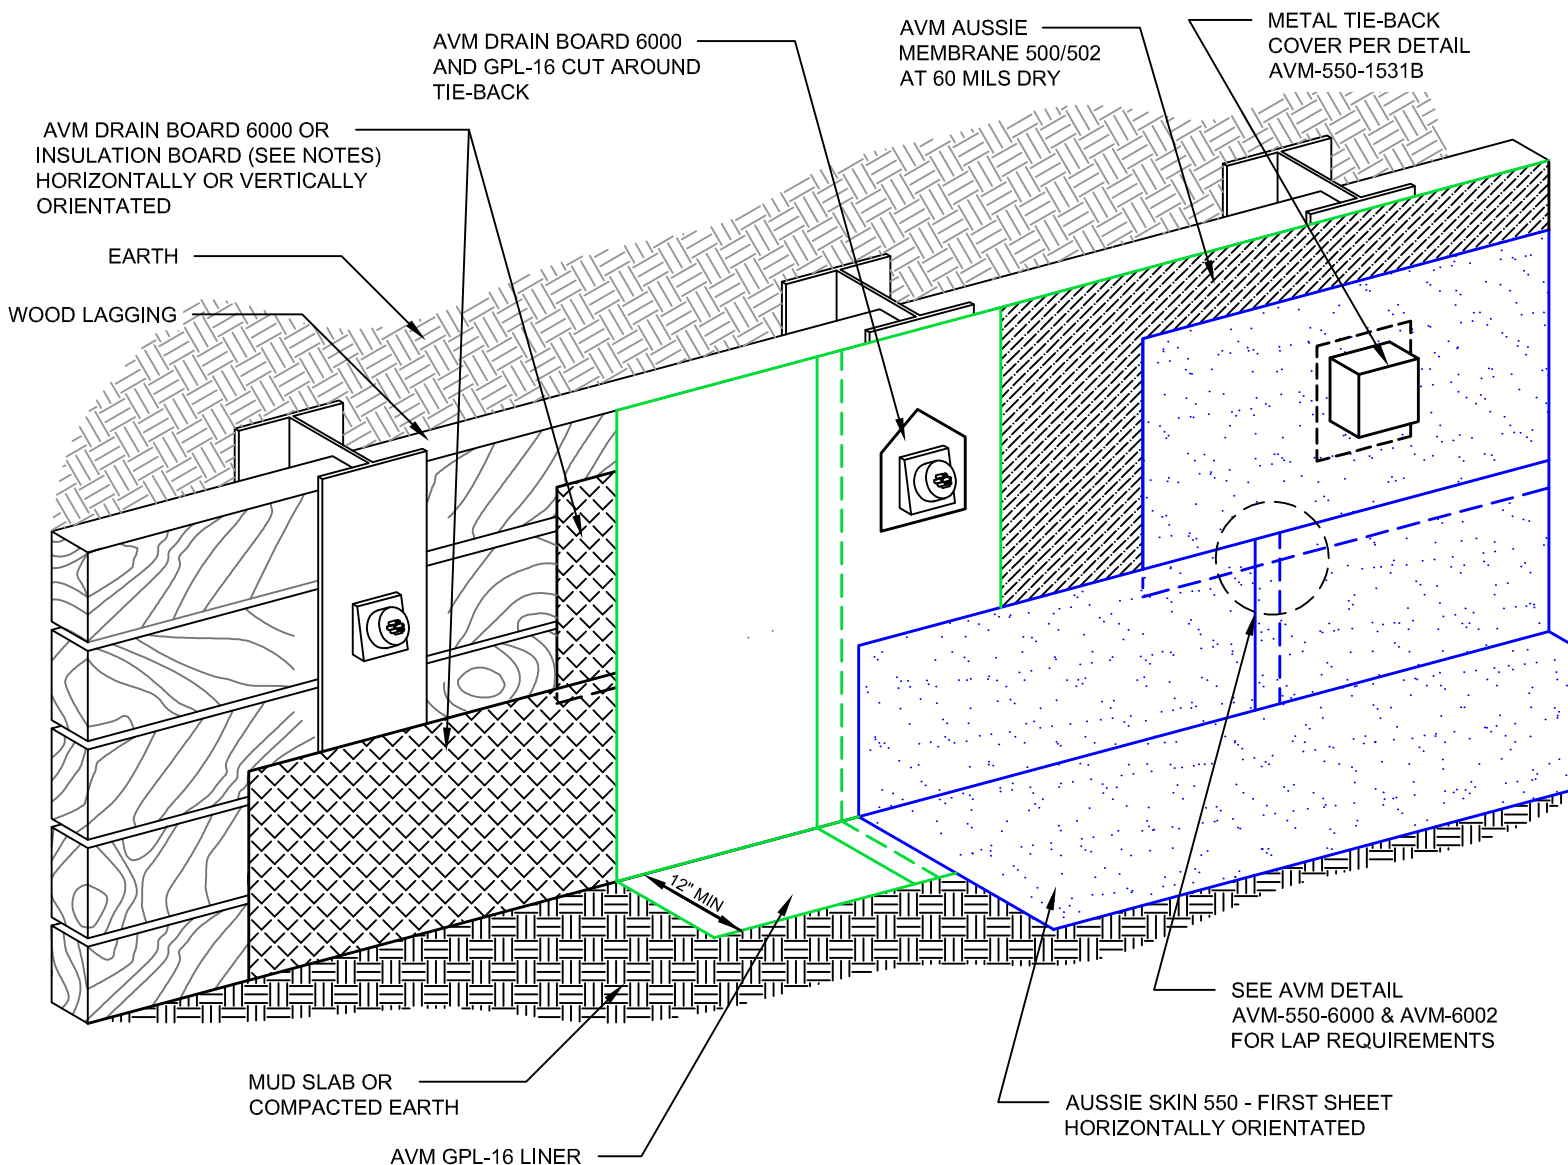 AVM DRAIN BOARD 6000
AND GPL-16 CUT AROUND
TIE-BACK
AVM AUSSIE
MEMBRANE 500/502
AT 60 MILS DRY
METAL TIE-BACK
COVER PER DETAIL
AVM-550-1531B
AVM DRAIN BOARD 6000 OR
INSULATION BOARD (SEE NOTES)
HORIZONTALLY OR VERTICALLY
ORIENTATED
EARTH
WOOD LAGGING
12" MIN
SEE AVM DETAIL
AVM-550-6000 & AVM-6002
FOR LAP REQUIREMENTS
MUD SLAB OR
COMPACTED EARTH
AUSSIE SKIN 550 - FIRST SHEET
HORIZONTALLY ORIENTATED
AVM GPL-16 LINER